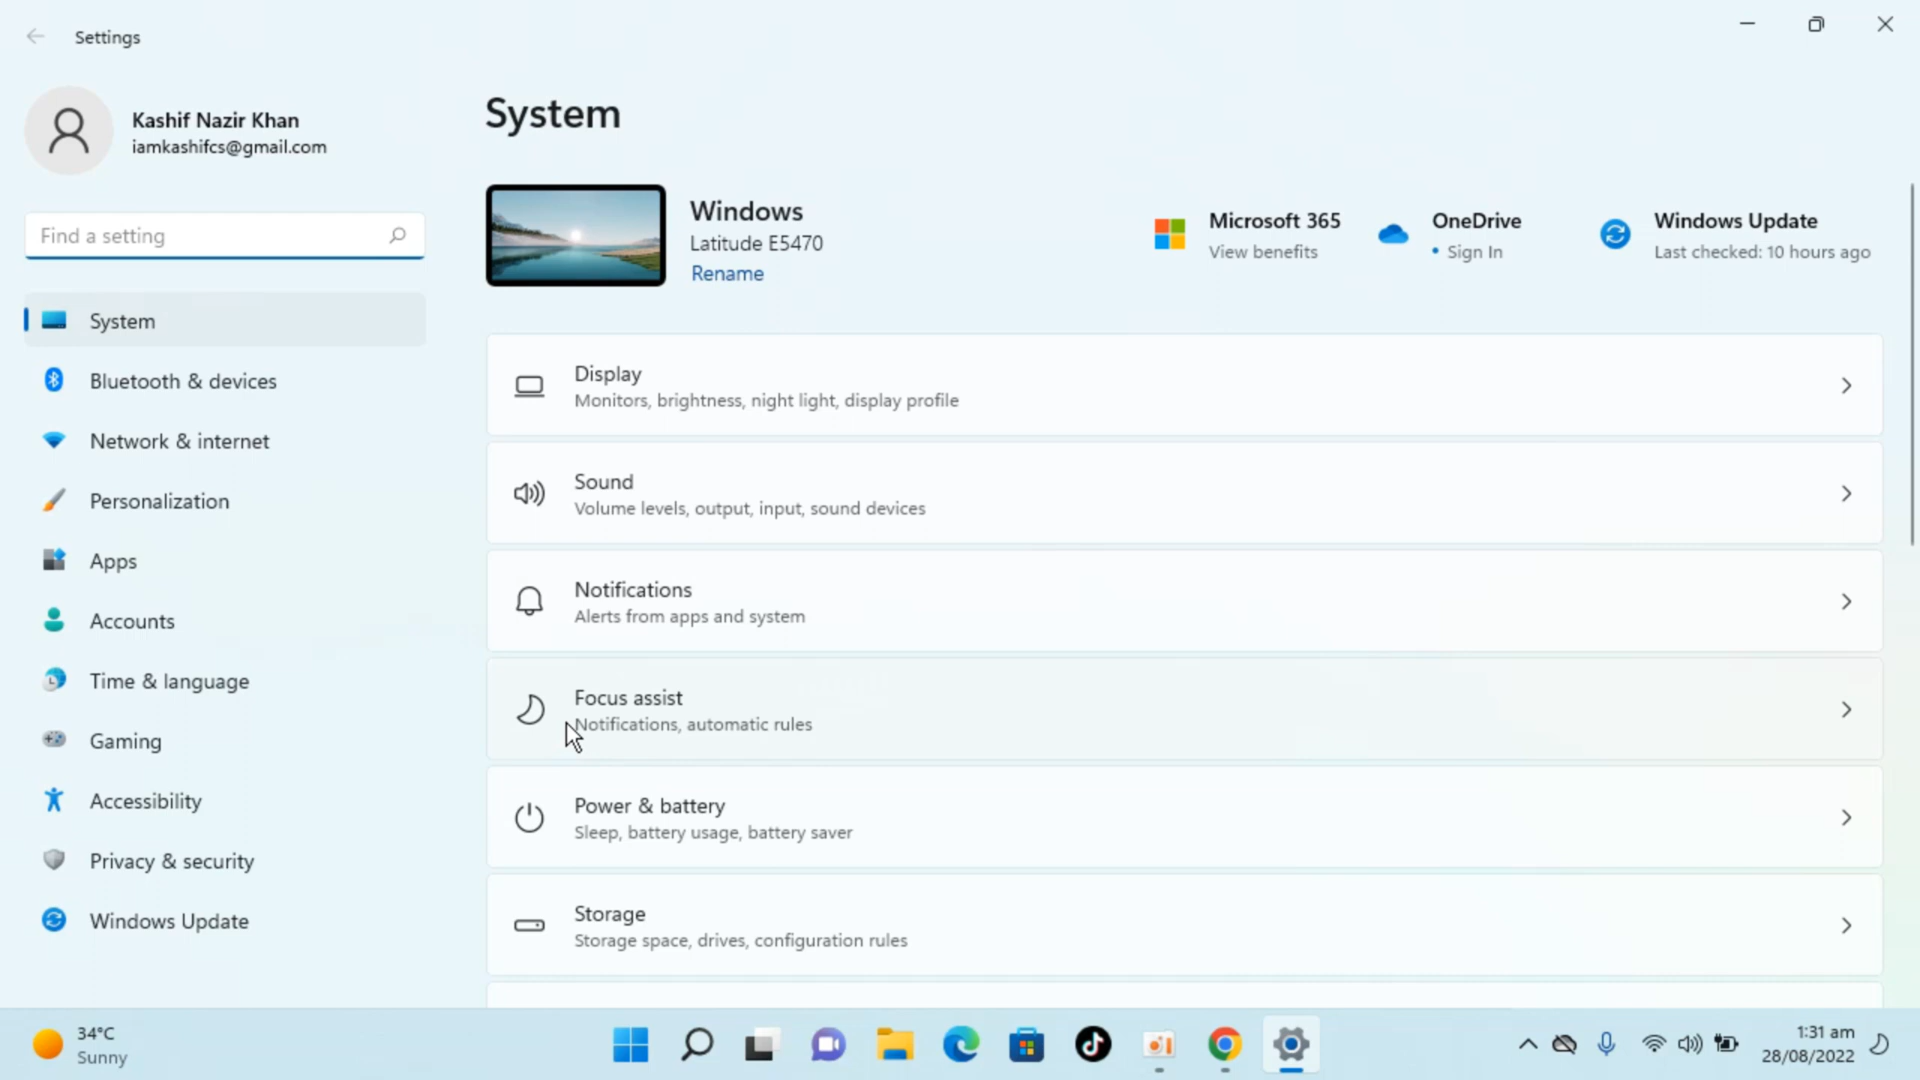 Settings
Kashif Nazir Khan
iamkashifcs@gmail.com
Find a setting
System
Bluetooth & devices
Network & internet
Personalization
Apps
Accounts
Time & language
Gaming
Accessibility
Privacy & security
Windows Update
System
Windows
Latitude E5470
Rename
Microsoft 365
View benefits
OneDrive
• Sign In
Windows Update
Last checked: 10 hours ago
Display
Monitors, brightness, night light, display profile
Sound
Volume levels, output, input, sound devices
Notifications
Alerts from apps and system
Focus assist
Notifications, automatic rules
Power & battery
Sleep, battery usage, battery saver
Storage
Storage space, drives, configuration rules
34°C
Sunny
1:31 am
28/08/2022